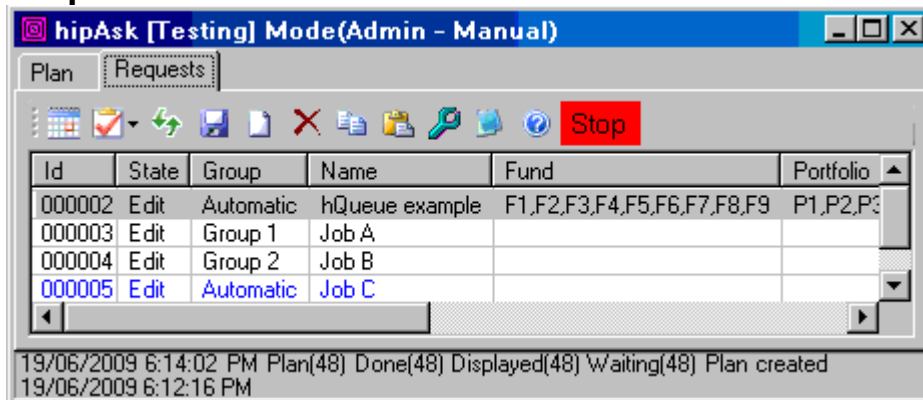 hipAsk [Testing] Mode(Admin - Manual)
Plan Requests
Stop
Id State Group Name Fund Portfolio
000002 Edit Automatic hQueue example F1,F2,F3,F4,F5,F6,F7,F8,F9 P1,P2,P3
000003 Edit Group 1 Job A
000004 Edit Group 2 Job B
000005 Edit Automatic Job C
19/06/2009 6:14:02 PM Plan(48) Done(48) Displayed(48) Waiting(48) Plan created
19/06/2009 6:12:16 PM